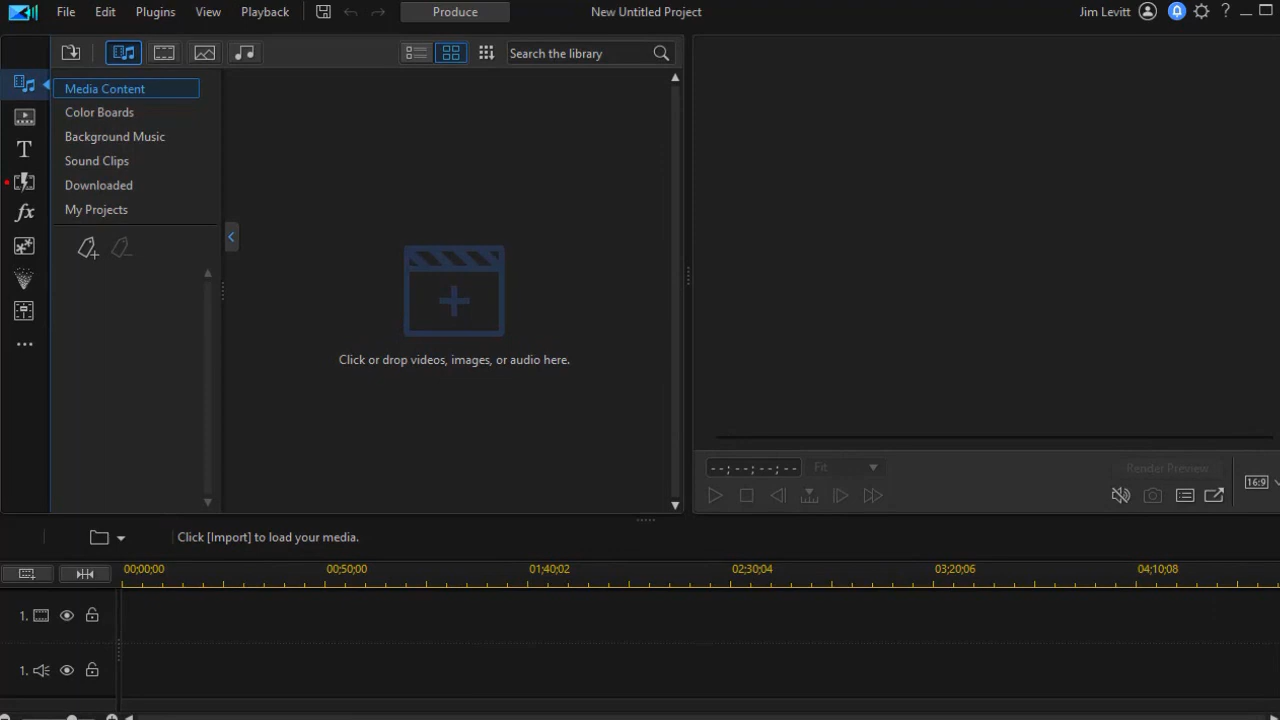 File Edit Plugins View Playback Produce New Untitled Project Jim Levitt
Search the library
Media Content
Color Boards
Background Music
Sound Clips
Downloaded
My Projects
Click or drop videos, images, or audio here.
--;--;--;-- Fit Render Preview
16:9
Click [Import] to load your media.
00;00;00 00;50;00 01;40;02 02;30;04 03;20;06 04;10;08
1.
1.